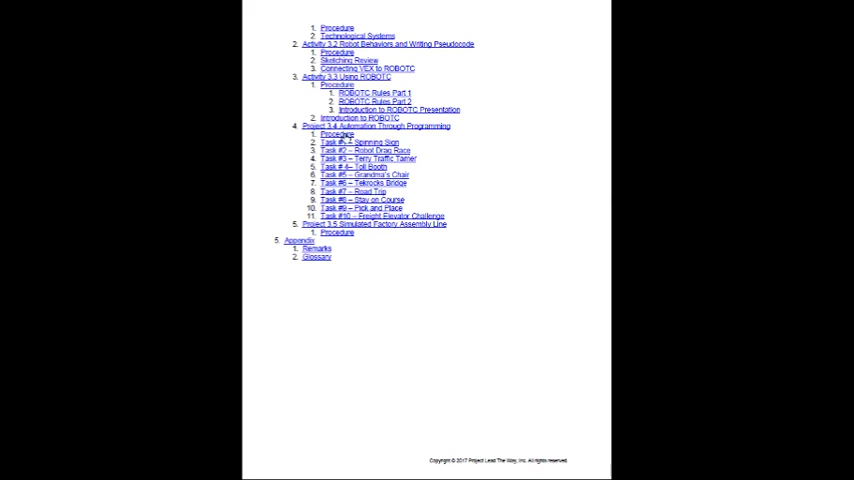 1. Procedure
2. Technological Systems
2. Activity 3.2 Robot Behaviors and Writing Pseudocode
1. Procedure
2. Sketching Review
3. Connecting VEX to ROBOTC
3. Activity 3.3 Using ROBOTC
1. Procedure
1. ROBOTC Rules Part 1
2. ROBOTC Rules Part 2
3. Introduction to ROBOTC Presentation
2. Introduction to ROBOTC
4. Project 3.4 Automation Through Programming
1. Procedure
2. Task #1 – Spinning Sign
3. Task #2 – Robot Drag Race
4. Task #3 – Terry Traffic Tamer
5. Task # 4– Toll Booth
6. Task #5 – Grandma's Chair
7. Task #6 – Tekrocks Bridge
8. Task #7 – Road Trip
9. Task #8 – Stay on Course
10. Task #9 – Pick and Place
11. Task #10 – Freight Elevator Challenge
5. Project 3.5 Simulated Factory Assembly Line
1. Procedure
5. Appendix
1. Remarks
2. Glossary
Copyright © 2017 Project Lead The Way, Inc. All rights reserved.